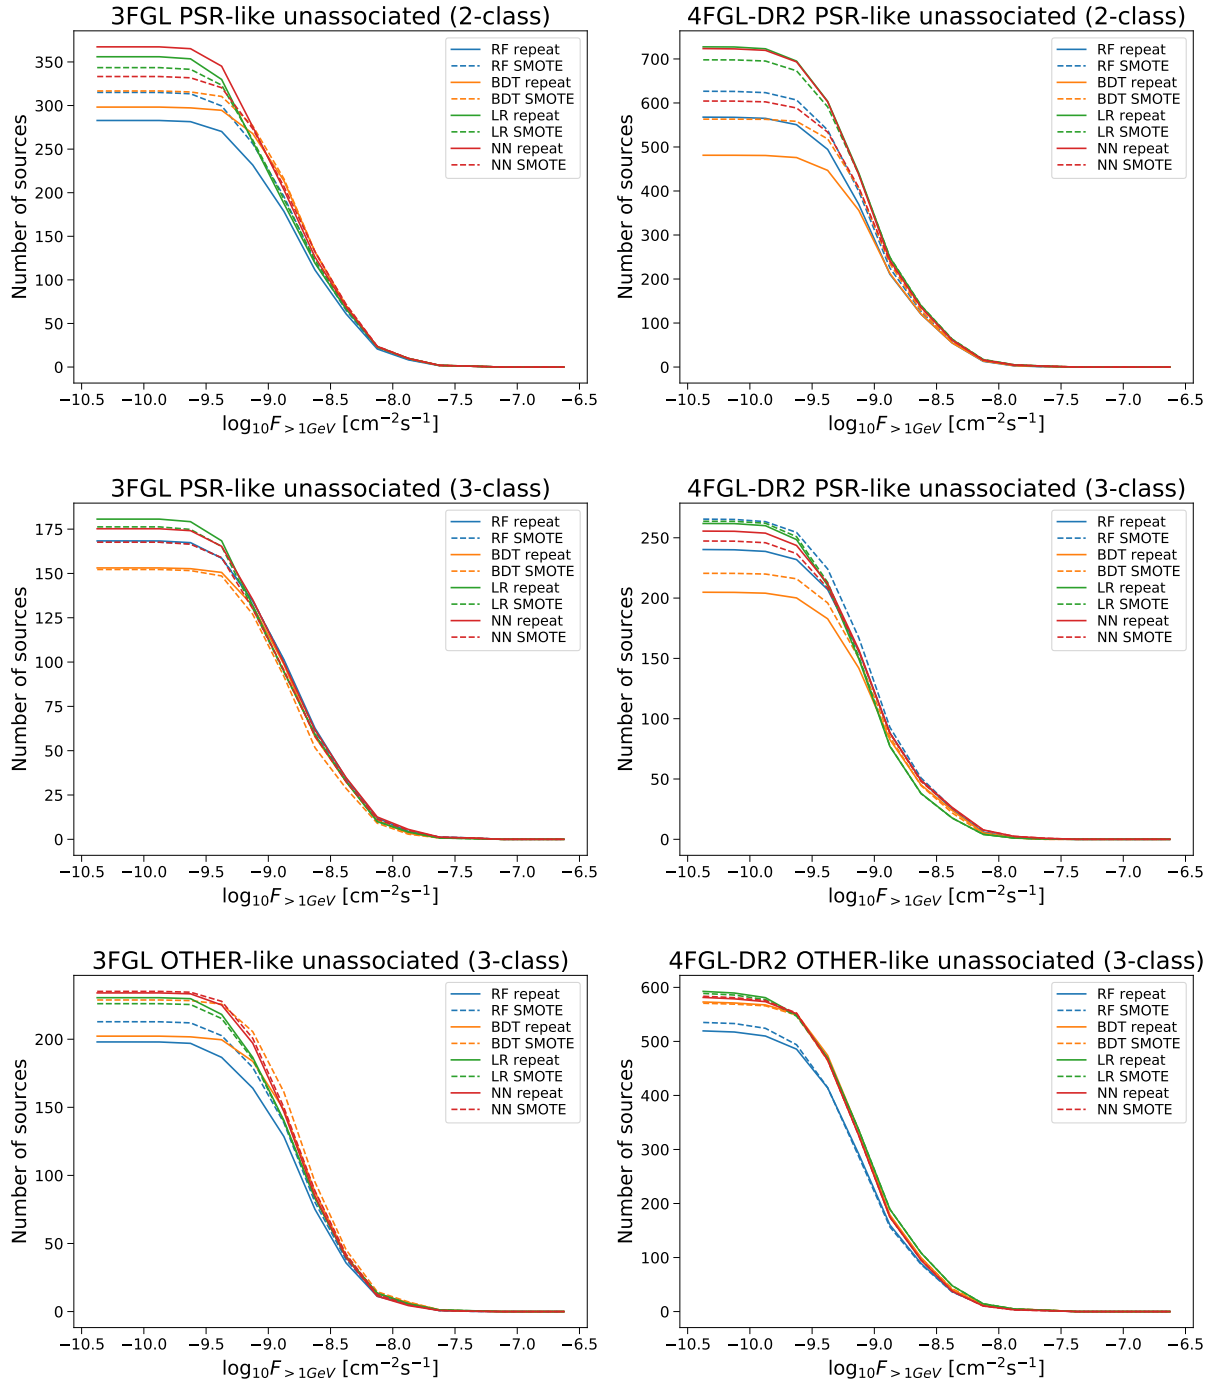 3FGL PSR-like unassociated (2-class)
Number of sources
350
300
250
200
150
100
50
0
−10.5 −10.0 −9.5 −9.0 −8.5 −8.0 −7.5 −7.0 −6.5
log10F>1GeV [cm−2s−1]
RF repeat
RF SMOTE
BDT repeat
BDT SMOTE
LR repeat
LR SMOTE
NN repeat
NN SMOTE
4FGL-DR2 PSR-like unassociated (2-class)
Number of sources
700
600
500
400
300
200
100
0
−10.5 −10.0 −9.5 −9.0 −8.5 −8.0 −7.5 −7.0 −6.5
log10F>1GeV [cm−2s−1]
RF repeat
RF SMOTE
BDT repeat
BDT SMOTE
LR repeat
LR SMOTE
NN repeat
NN SMOTE
3FGL PSR-like unassociated (3-class)
Number of sources
175
150
125
100
75
50
25
0
−10.5 −10.0 −9.5 −9.0 −8.5 −8.0 −7.5 −7.0 −6.5
log10F>1GeV [cm−2s−1]
RF repeat
RF SMOTE
BDT repeat
BDT SMOTE
LR repeat
LR SMOTE
NN repeat
NN SMOTE
4FGL-DR2 PSR-like unassociated (3-class)
Number of sources
250
200
150
100
50
0
−10.5 −10.0 −9.5 −9.0 −8.5 −8.0 −7.5 −7.0 −6.5
log10F>1GeV [cm−2s−1]
RF repeat
RF SMOTE
BDT repeat
BDT SMOTE
LR repeat
LR SMOTE
NN repeat
NN SMOTE
3FGL OTHER-like unassociated (3-class)
Number of sources
200
150
100
50
0
−10.5 −10.0 −9.5 −9.0 −8.5 −8.0 −7.5 −7.0 −6.5
log10F>1GeV [cm−2s−1]
RF repeat
RF SMOTE
BDT repeat
BDT SMOTE
LR repeat
LR SMOTE
NN repeat
NN SMOTE
4FGL-DR2 OTHER-like unassociated (3-class)
Number of sources
600
500
400
300
200
100
0
−10.5 −10.0 −9.5 −9.0 −8.5 −8.0 −7.5 −7.0 −6.5
log10F>1GeV [cm−2s−1]
RF repeat
RF SMOTE
BDT repeat
BDT SMOTE
LR repeat
LR SMOTE
NN repeat
NN SMOTE